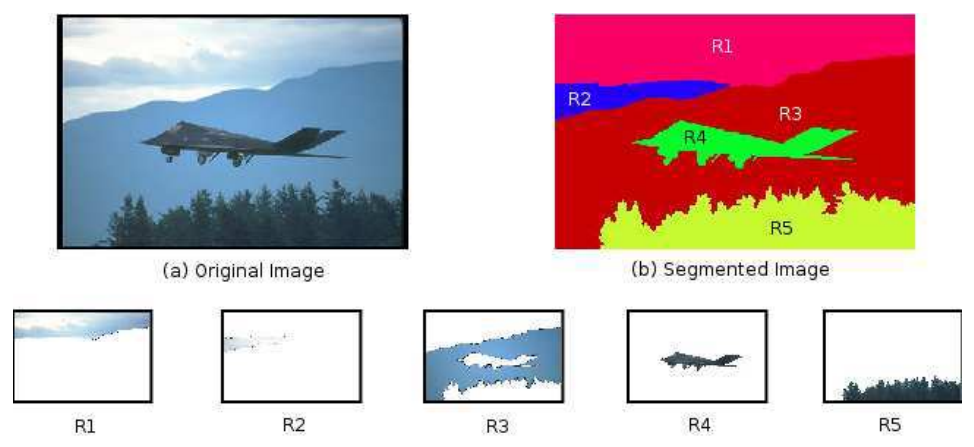 R1
R2
R3
R4
R5
(a) Original Image
(b) Segmented Image
R1
R2
R3
R4
R5